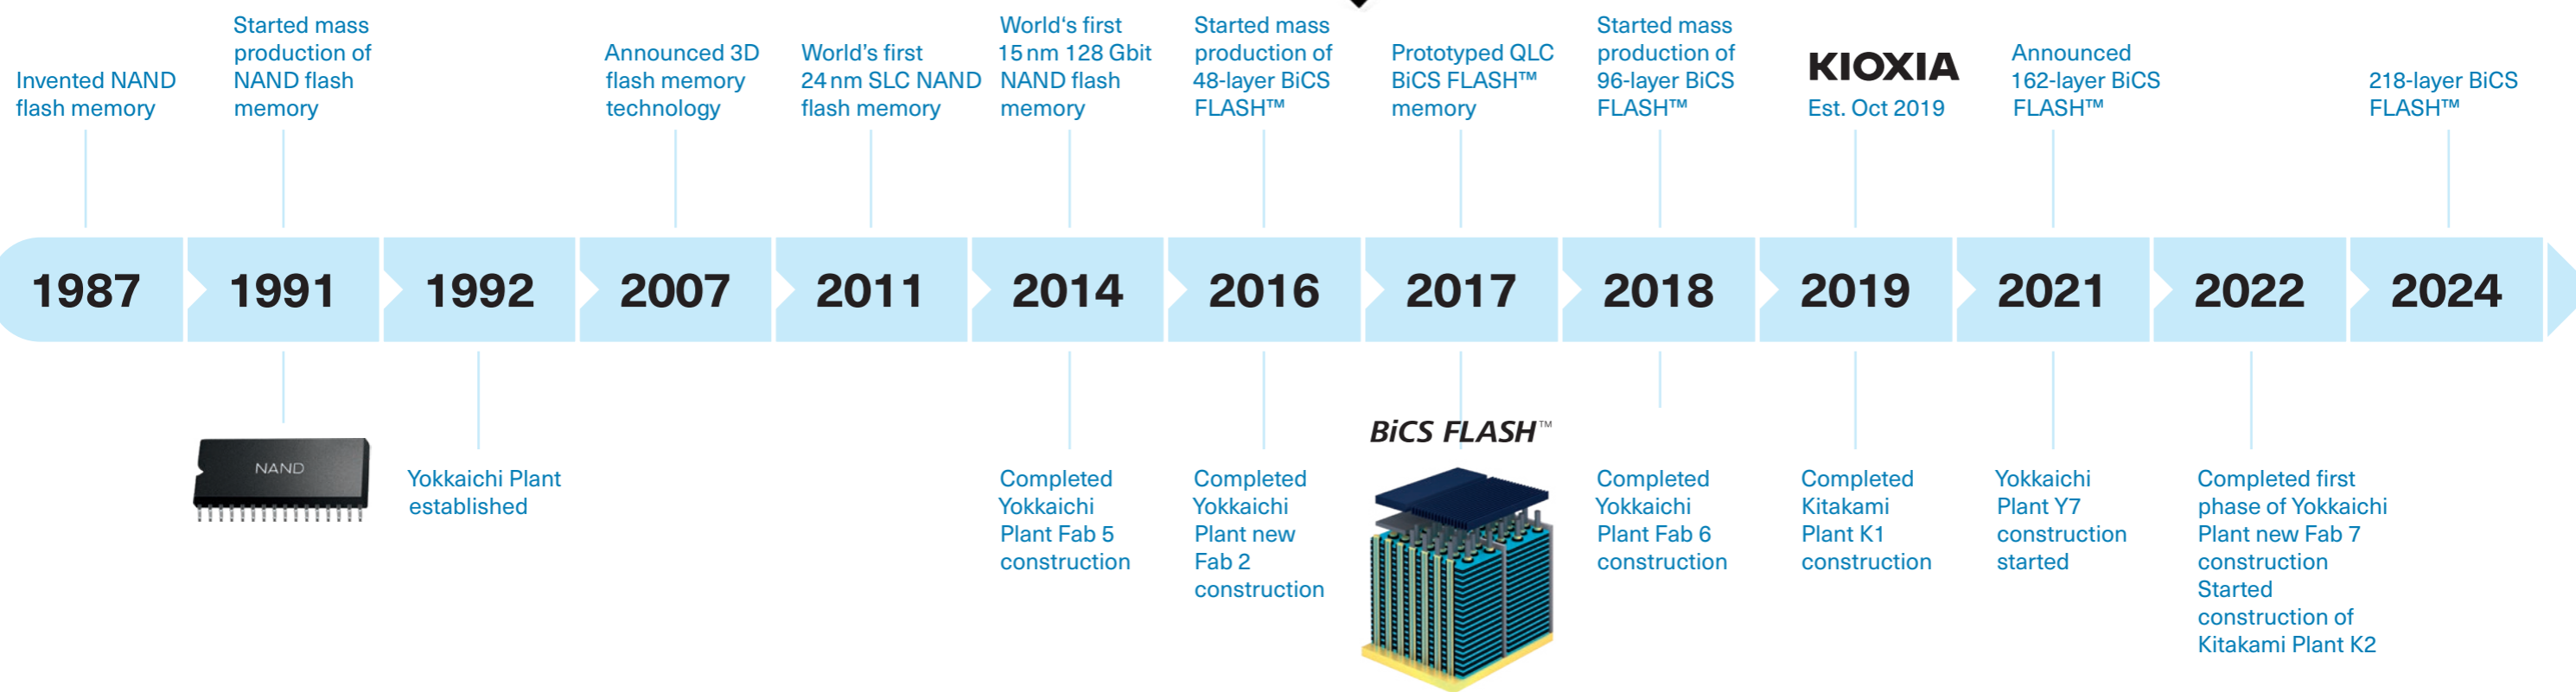 Invented NAND
flash memory
Started mass
production of
NAND flash
memory
Announced 3D
flash memory
technology
World's first
24 nm SLC NAND
flash memory
World's first
15 nm 128 Gbit
NAND flash
memory
Started mass
production of
48-layer BiCS
FLASH™
Prototyped QLC
BiCS FLASH™
memory
Started mass
production of
96-layer BiCS
FLASH™
KIOXIA
Est. Oct 2019
Announced
162-layer BiCS
FLASH™
218-layer BiCS
FLASH™
1987
1991
1992
2007
2011
2014
2016
2017
2018
2019
2021
2022
2024
NAND
Yokkaichi Plant
established
Completed
Yokkaichi
Plant Fab 5
construction
Completed
Yokkaichi
Plant new
Fab 2
construction
BiCS FLASH™
Completed
Yokkaichi
Plant Fab 6
construction
Completed
Kitakami
Plant K1
construction
Yokkaichi
Plant Y7
construction
started
Completed first
phase of Yokkaichi
Plant new Fab 7
construction
Started
construction of
Kitakami Plant K2